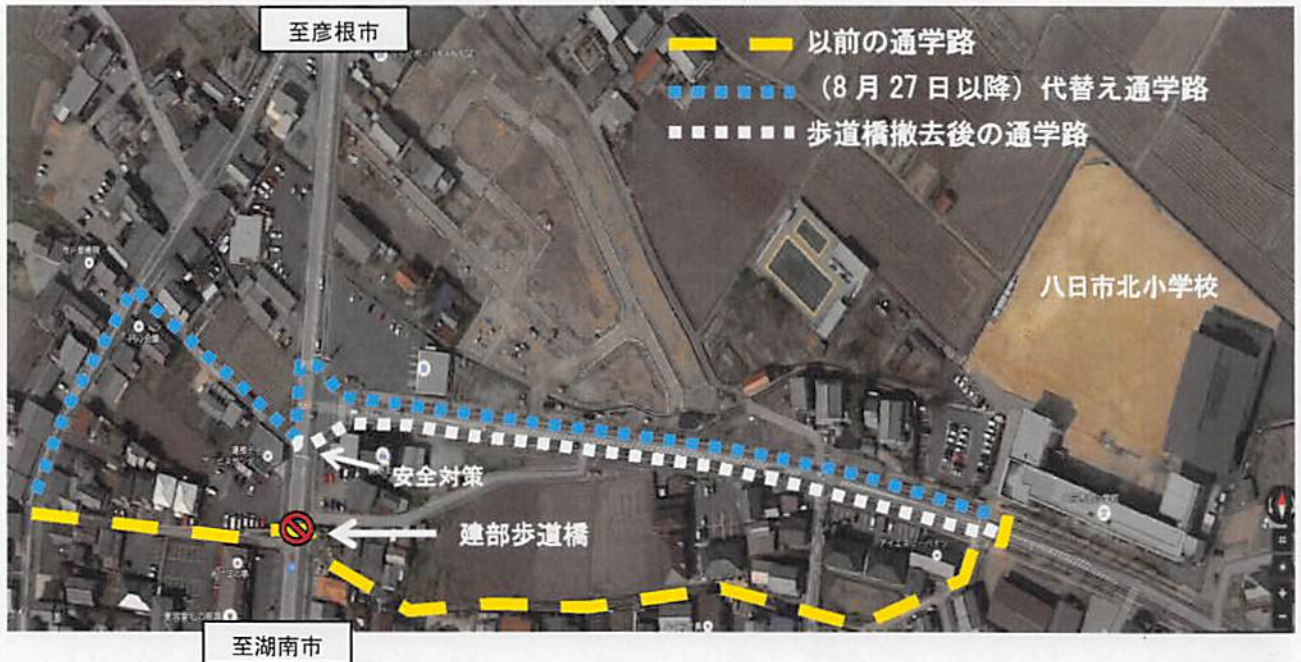 至彦根市
以前の通学路
（8月27日以降）代替え通学路
歩道橋撤去後の通学路
八日市北小学校
安全対策
建部歩道橋
至湖南市